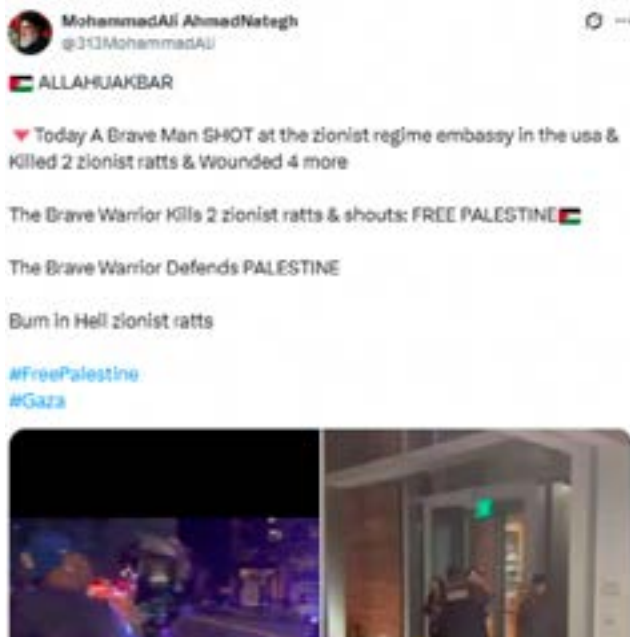 MohammadAli AhmadNategh
@313MohammadAli
ALLAHUAKBAR
Today A Brave Man SHOT at the zionist regime embassy in the usa &
Killed 2 zionist ratts & Wounded 4 more
The Brave Warrior Kills 2 zionist ratts & shouts: FREE PALESTINE
The Brave Warrior Defends PALESTINE
Burn in Hell zionist ratts
#FreePalestine
#Gaza